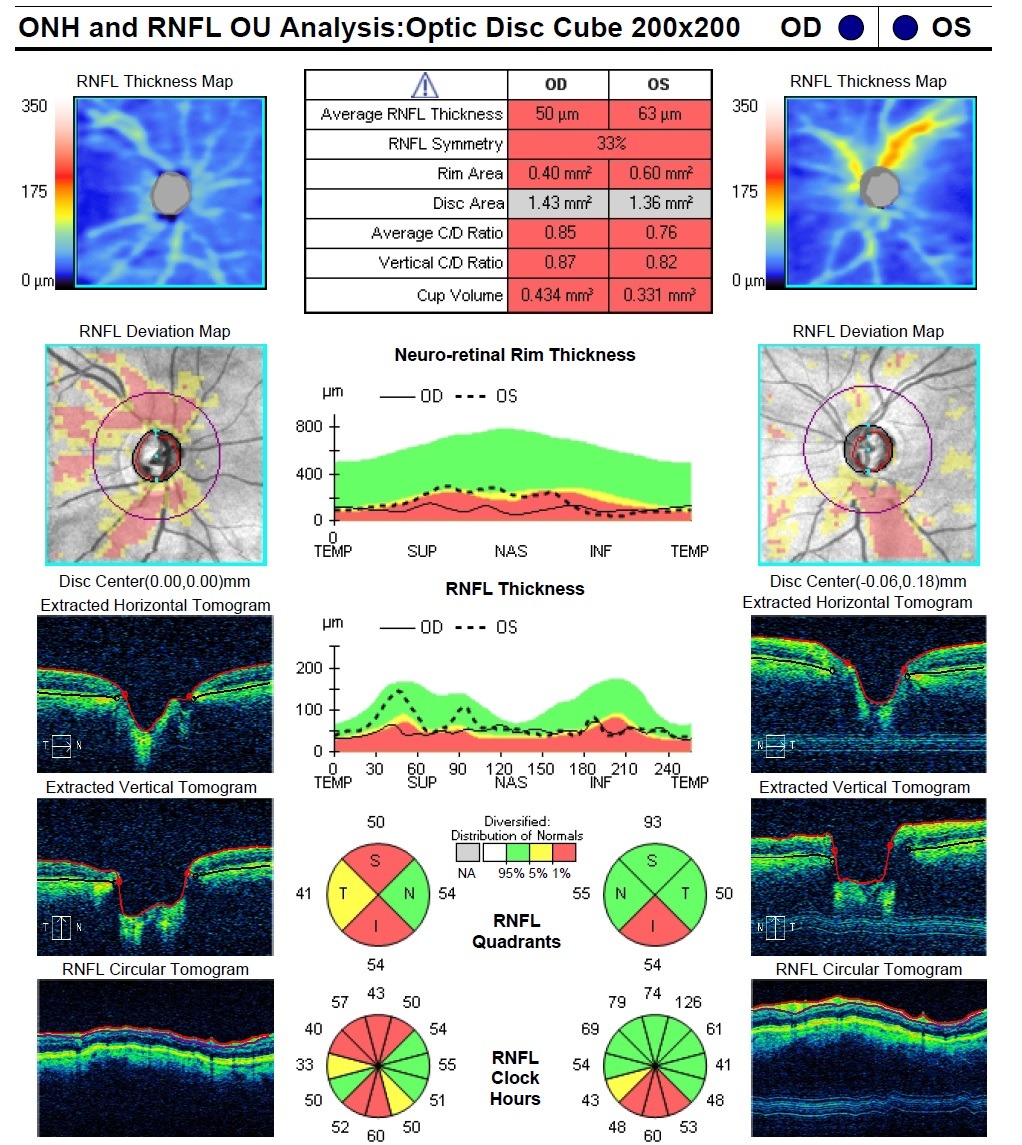 ONH and RNFL OU Analysis:Optic Disc Cube 200x200 OD OS
RNFL Thickness Map
350
175
0 µm
OD OS
Average RNFL Thickness 50 µm 63 µm
RNFL Symmetry 33%
Rim Area 0.40 mm² 0.60 mm²
Disc Area 1.43 mm² 1.36 mm²
Average C/D Ratio 0.85 0.76
Vertical C/D Ratio 0.87 0.82
Cup Volume 0.434 mm³ 0.331 mm³
RNFL Thickness Map
350
175
0 µm
RNFL Deviation Map
Disc Center(0.00,0.00)mm
Neuro-retinal Rim Thickness
µm OD OS
800
400
0
0
TEMP SUP NAS INF TEMP
RNFL Deviation Map
Disc Center(-0.06,0.18)mm
Extracted Horizontal Tomogram
T N
RNFL Thickness
µm OD OS
200
100
0
0 30 60 90 120 150 180 210 240
TEMP SUP NAS INF TEMP
Extracted Horizontal Tomogram
N T
Extracted Vertical Tomogram
T N
50
S
41 T N 54
I
54
Diversified:
Distribution of Normals
NA 95% 5% 1%
RNFL
Quadrants
93
S
55 N T 50
I
54
Extracted Vertical Tomogram
N T
RNFL Circular Tomogram
43
57 50
40 54
33 55
50 51
52 50
60
RNFL
Clock
Hours
74
79 126
69 61
54 41
43 48
48 53
60
RNFL Circular Tomogram